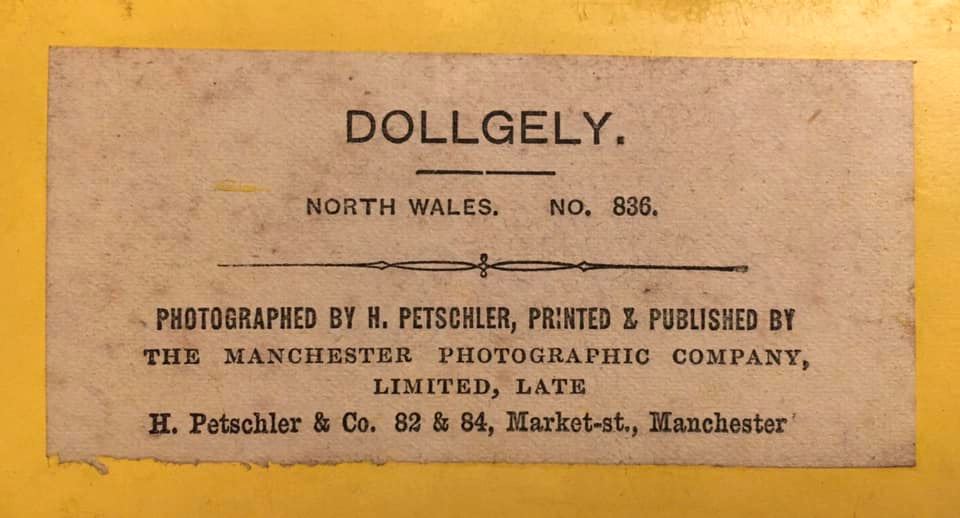 DOLLGELY.
NORTH WALES. NO. 836.
PHOTOGRAPHED BY H. PETSCHLER, PRINTED & PUBLISHED BY
THE MANCHESTER PHOTOGRAPHIC COMPANY,
LIMITED, LATE
H. Petschler & Co. 82 & 84, Market-st., Manchester